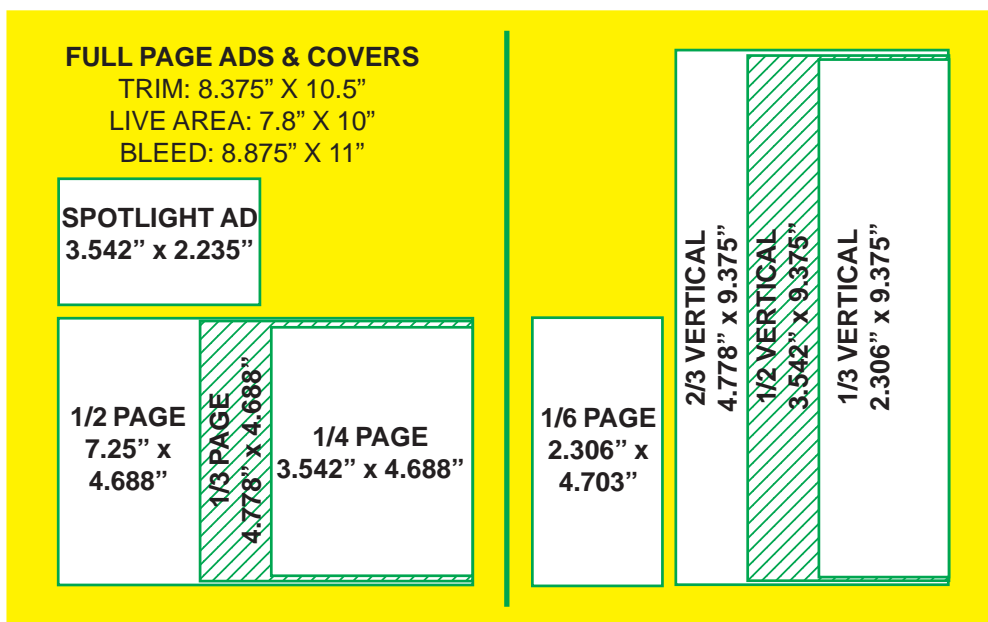 FULL PAGE ADS & COVERS
TRIM: 8.375” X 10.5”
LIVE AREA: 7.8” X 10”
BLEED: 8.875” X 11”
SPOTLIGHT AD
3.542” x 2.235”
1/2 PAGE
7.25” x
4.688”
1/3 PAGE
4.778” x 4.688”
1/4 PAGE
3.542” x 4.688”
1/6 PAGE
2.306” x
4.703”
2/3 VERTICAL
4.778” x 9.375”
1/2 VERTICAL
3.542” x 9.375”
1/3 VERTICAL
2.306” x 9.375”